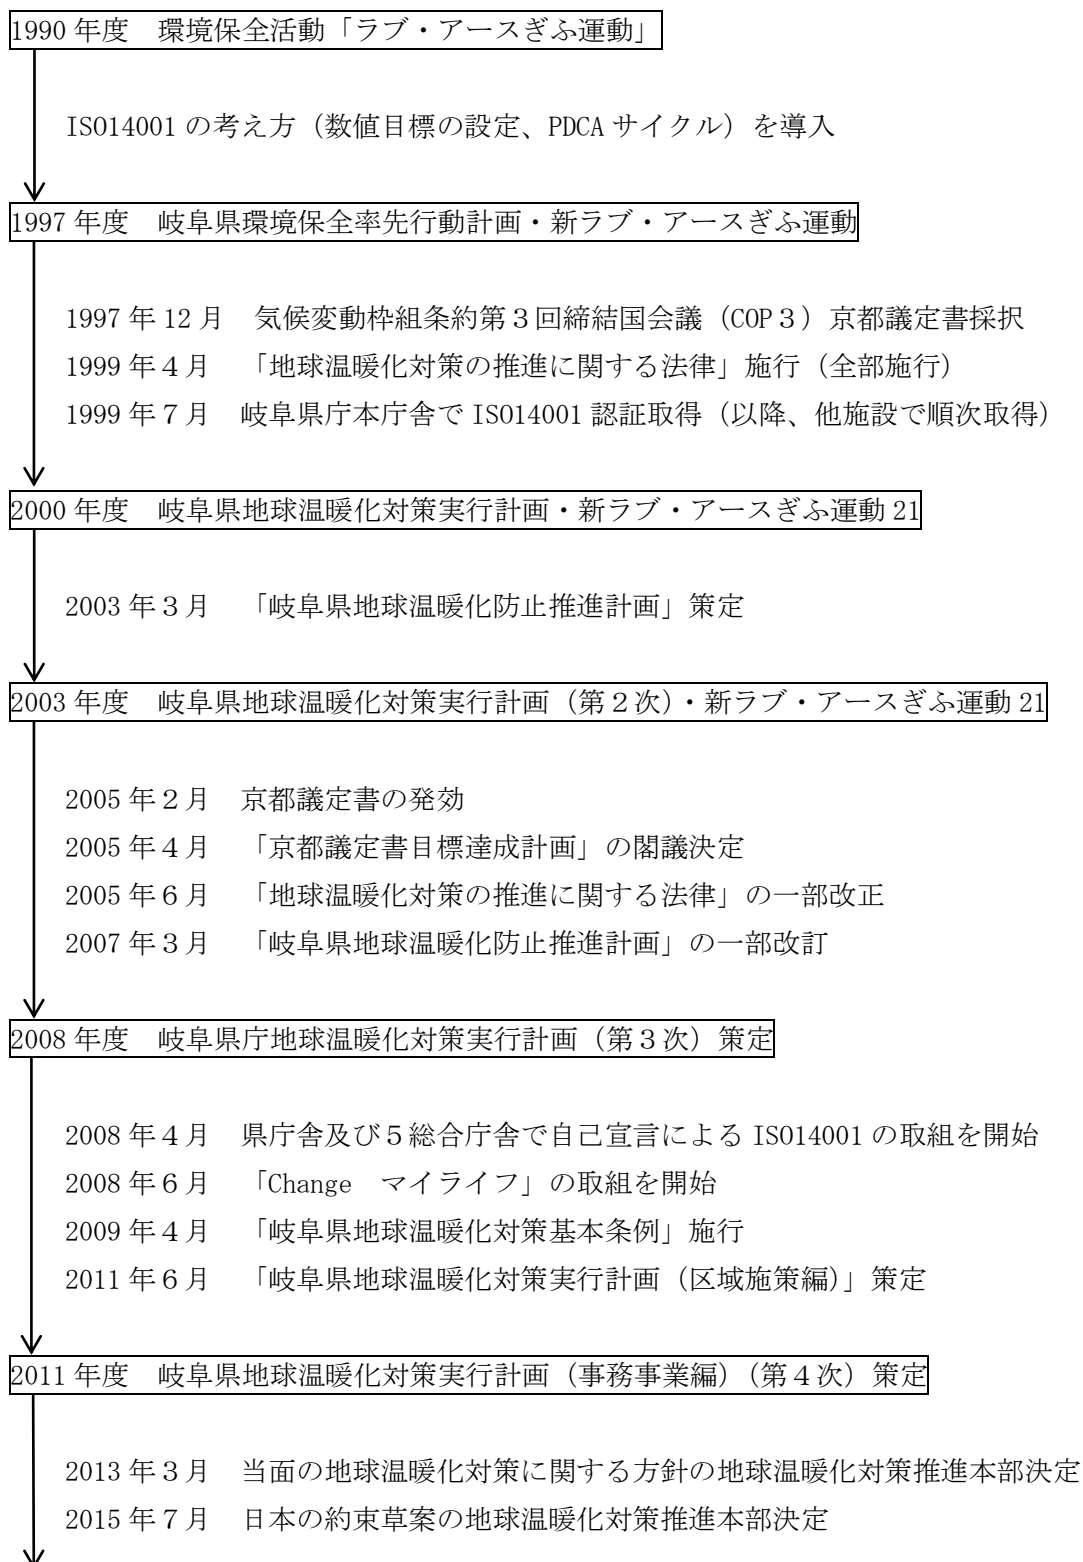 1990 年度　環境保全活動「ラブ・アースぎふ運動」
ISO14001 の考え方（数値目標の設定、PDCA サイクル）を導入
1997 年度　岐阜県環境保全率先行動計画・新ラブ・アースぎふ運動
1997 年 12 月　気候変動枠組条約第３回締結国会議（COP３）京都議定書採択
1999 年４月　「地球温暖化対策の推進に関する法律」施行（全部施行）
1999 年７月　岐阜県庁本庁舎で ISO14001 認証取得（以降、他施設で順次取得）
2000 年度　岐阜県地球温暖化対策実行計画・新ラブ・アースぎふ運動 21
2003 年３月　「岐阜県地球温暖化防止推進計画」策定
2003 年度　岐阜県地球温暖化対策実行計画（第２次）・新ラブ・アースぎふ運動 21
2005 年２月　京都議定書の発効
2005 年４月　「京都議定書目標達成計画」の閣議決定
2005 年６月　「地球温暖化対策の推進に関する法律」の一部改正
2007 年３月　「岐阜県地球温暖化防止推進計画」の一部改訂
2008 年度　岐阜県庁地球温暖化対策実行計画（第３次）策定
2008 年４月　県庁舎及び５総合庁舎で自己宣言による ISO14001 の取組を開始
2008 年６月　「Change　マイライフ」の取組を開始
2009 年４月　「岐阜県地球温暖化対策基本条例」施行
2011 年６月　「岐阜県地球温暖化対策実行計画（区域施策編）」策定
2011 年度　岐阜県地球温暖化対策実行計画（事務事業編）（第４次）策定
2013 年３月　当面の地球温暖化対策に関する方針の地球温暖化対策推進本部決定
2015 年７月　日本の約束草案の地球温暖化対策推進本部決定